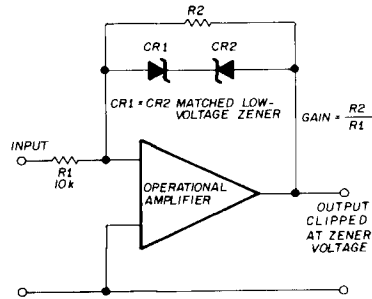 R2
CR1 CR2
CR1 = CR2 MATCHED LOW-
VOLTAGE ZENER
GAIN = R2
R1
INPUT
R1
10k
OPERATIONAL
AMPLIFIER
OUTPUT
CLIPPED
AT ZENER
VOLTAGE